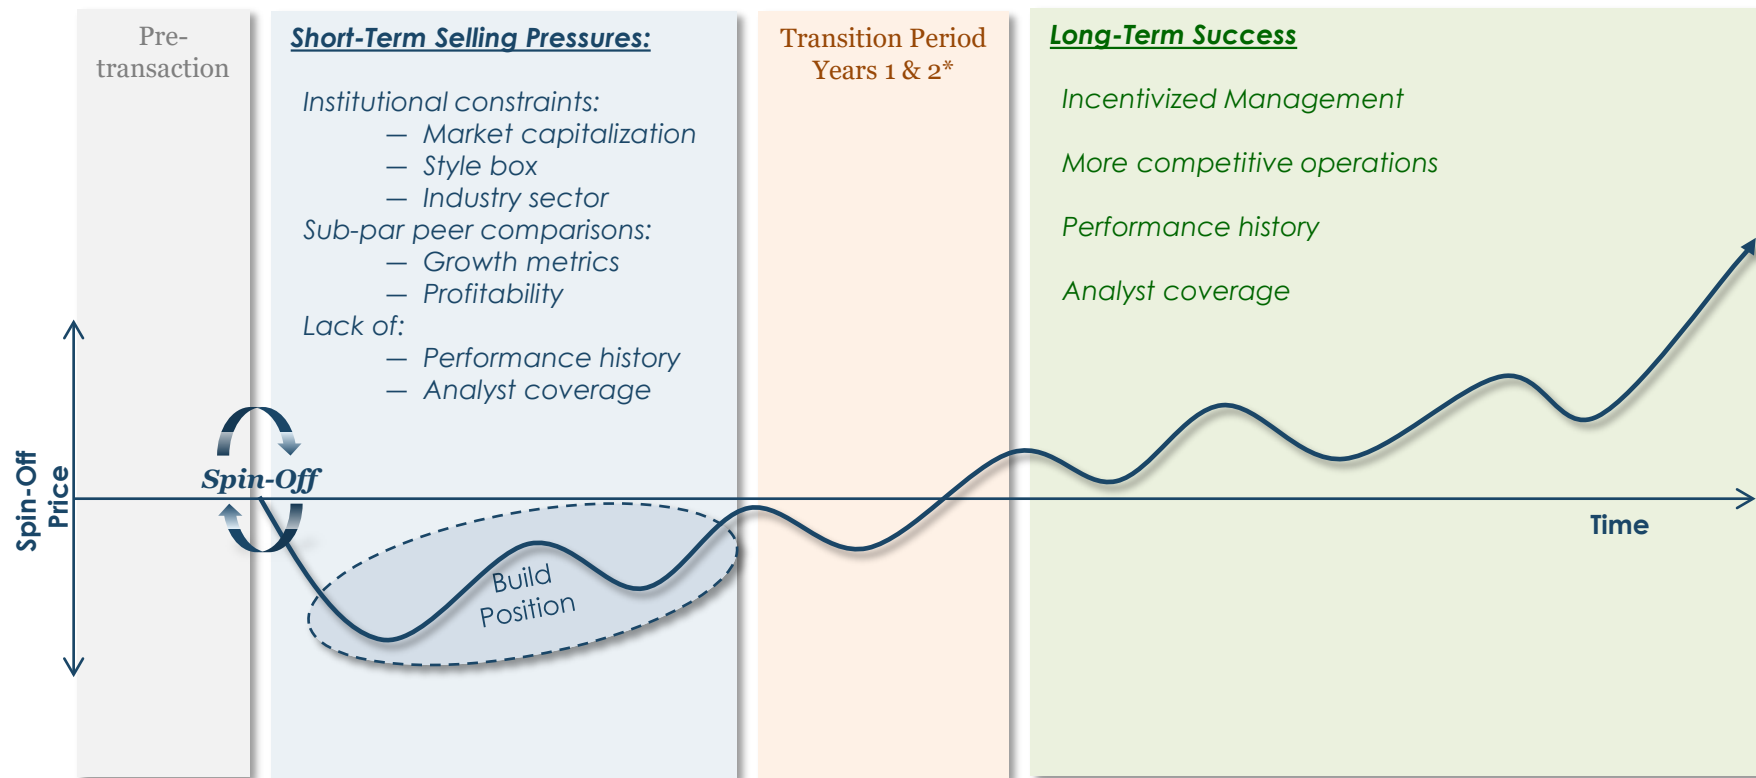 Pre-
transaction
Short-Term Selling Pressures:
Institutional constraints:
— Market capitalization
— Style box
— Industry sector
Sub-par peer comparisons:
— Growth metrics
— Profitability
Lack of:
— Performance history
— Analyst coverage
Transition Period
Years 1 & 2*
Long-Term Success
Incentivized Management
More competitive operations
Performance history
Analyst coverage
Spin-Off
Price
Spin-Off
Build
Position
Time